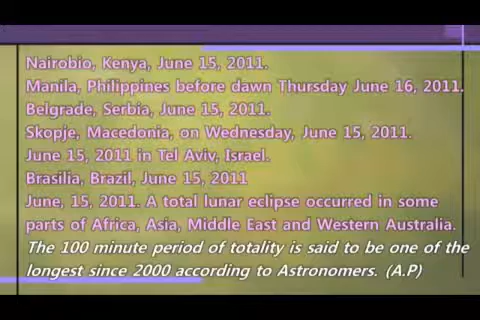 Nairobio, Kenya, June 15, 2011.
Manila, Philippines before dawn Thursday June 16, 2011.
Belgrade, Serbia, June 15, 2011.
Skopje, Macedonia, on Wednesday, June 15, 2011.
June 15, 2011 in Tel Aviv, Israel.
Brasilia, Brazil, June 15, 2011
June, 15, 2011. A total lunar eclipse occurred in some
parts of Africa, Asia, Middle East and Western Australia.
The 100 minute period of totality is said to be one of the
longest since 2000 according to Astronomers. (A.P)